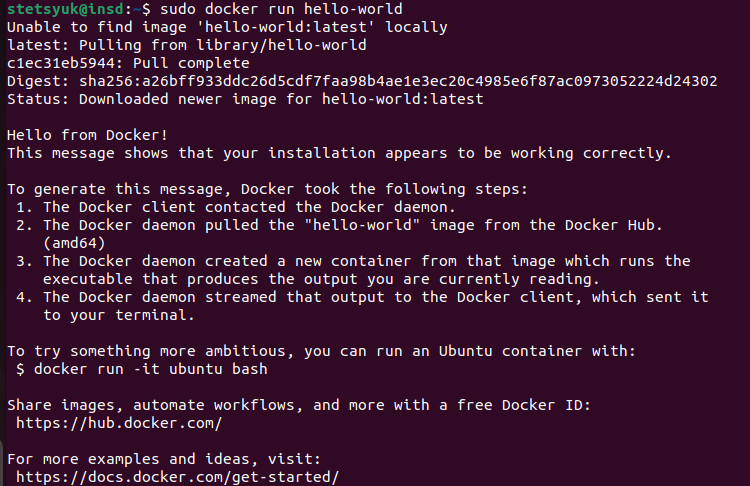 stetsyuk@insd:~$ sudo docker run hello-world
Unable to find image 'hello-world:latest' locally
latest: Pulling from library/hello-world
c1ec31eb5944: Pull complete
Digest: sha256:a26bff933ddc26d5cdf7faa98b4ae1e3ec20c4985e6f87ac0973052224d24302
Status: Downloaded newer image for hello-world:latest

Hello from Docker!
This message shows that your installation appears to be working correctly.

To generate this message, Docker took the following steps:
 1. The Docker client contacted the Docker daemon.
 2. The Docker daemon pulled the "hello-world" image from the Docker Hub.
    (amd64)
 3. The Docker daemon created a new container from that image which runs the
    executable that produces the output you are currently reading.
 4. The Docker daemon streamed that output to the Docker client, which sent it
    to your terminal.

To try something more ambitious, you can run an Ubuntu container with:
 $ docker run -it ubuntu bash

Share images, automate workflows, and more with a free Docker ID:
 https://hub.docker.com/

For more examples and ideas, visit:
 https://docs.docker.com/get-started/